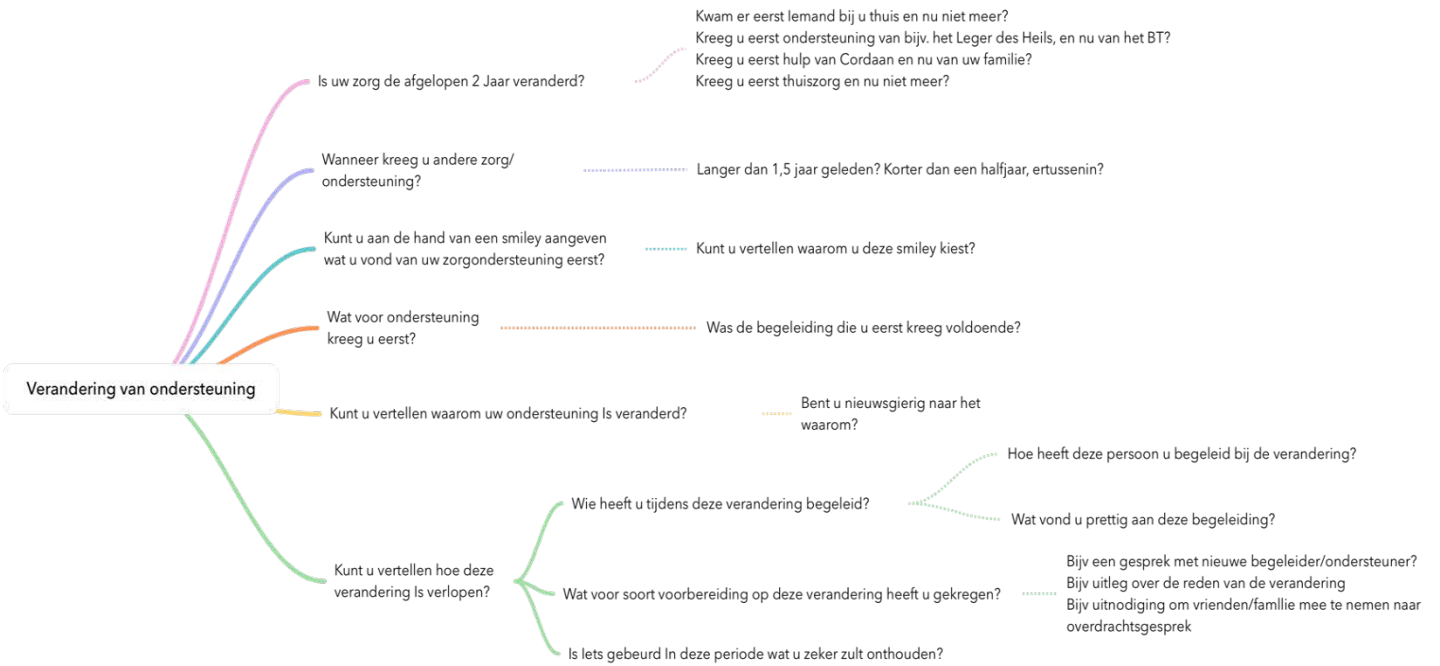 Kwam er eerst Iemand bij u thuis en nu niet meer?
Kreeg u eerst ondersteuning van bijv. het Leger des Heils, en nu van het BT?
Kreeg u eerst hulp van Cordaan en nu van uw familie?
Kreeg u eerst thuiszorg en nu niet meer?
Is uw zorg de afgelopen 2 Jaar veranderd?
Wanneer kreeg u andere zorg/
ondersteuning?
Langer dan 1,5 jaar geleden? Korter dan een halfjaar, ertussenin?
Kunt u aan de hand van een smiley aangeven
wat u vond van uw zorgondersteuning eerst?
Kunt u vertellen waarom u deze smiley kiest?
Wat voor ondersteuning
kreeg u eerst?
Was de begeleiding die u eerst kreeg voldoende?
Verandering van ondersteuning
Kunt u vertellen waarom uw ondersteuning Is veranderd?
Bent u nieuwsgierig naar het
waarom?
Hoe heeft deze persoon u begeleid bij de verandering?
Wie heeft u tijdens deze verandering begeleid?
Wat vond u prettig aan deze begeleiding?
Kunt u vertellen hoe deze
verandering Is verlopen?
Wat voor soort voorbereiding op deze verandering heeft u gekregen?
Bijv een gesprek met nieuwe begeleider/ondersteuner?
Bijv uitleg over de reden van de verandering
Bijv uitnodiging om vrienden/famllie mee te nemen naar
overdrachtsgesprek
Is Iets gebeurd In deze periode wat u zeker zult onthouden?